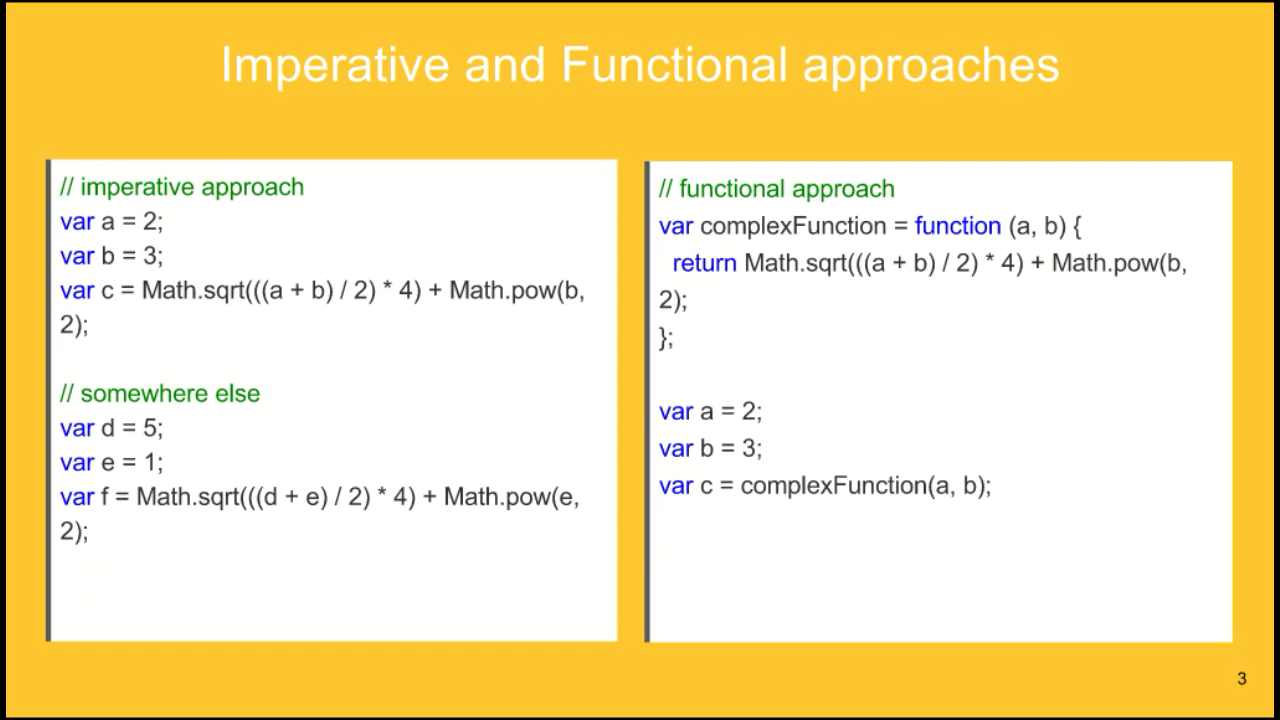 Imperative and Functional approaches
// imperative approach
var a = 2;
var b = 3;
var c = Math.sqrt(((a + b) / 2) * 4) + Math.pow(b,
2);
// somewhere else
var d = 5;
var e = 1;
var f = Math.sqrt(((d + e) / 2) * 4) + Math.pow(e,
2);
// functional approach
var complexFunction = function (a, b) {
return Math.sqrt(((a + b) / 2) * 4) + Math.pow(b,
2);
};
var a = 2;
var b = 3;
var c = complexFunction(a, b);
3